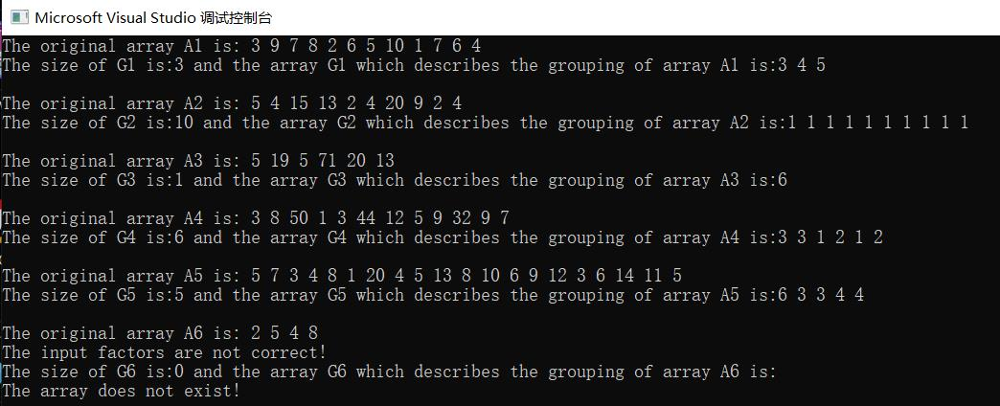 Microsoft Visual Studio 调试控制台
The original array A1 is: 3 9 7 8 2 6 5 10 1 7 6 4
The size of G1 is:3 and the array G1 which describes the grouping of array A1 is:3 4 5
The original array A2 is: 5 4 15 13 2 4 20 9 2 4
The size of G2 is:10 and the array G2 which describes the grouping of array A2 is:1 1 1 1 1 1 1 1 1 1
The original array A3 is: 5 19 5 71 20 13
The size of G3 is:1 and the array G3 which describes the grouping of array A3 is:6
The original array A4 is: 3 8 50 1 3 44 12 5 9 32 9 7
The size of G4 is:6 and the array G4 which describes the grouping of array A4 is:3 3 1 2 1 2
The original array A5 is: 5 7 3 4 8 1 20 4 5 13 8 10 6 9 12 3 6 14 11 5
The size of G5 is:5 and the array G5 which describes the grouping of array A5 is:6 3 3 4 4
The original array A6 is: 2 5 4 8
The input factors are not correct!
The size of G6 is:0 and the array G6 which describes the grouping of array A6 is:
The array does not exist!